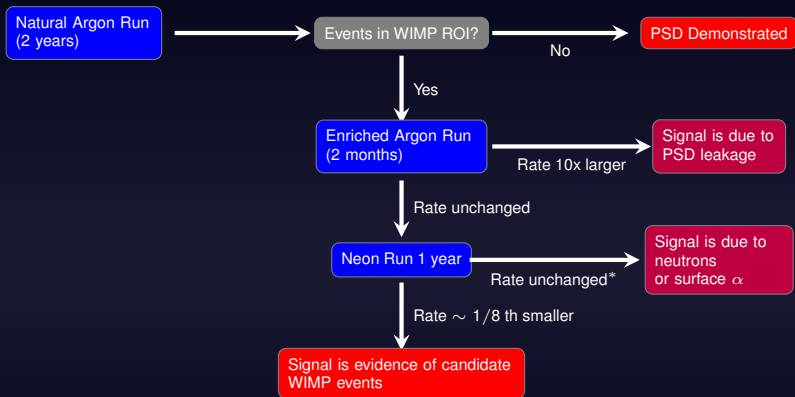 Natural Argon Run
(2 years)
Events in WIMP ROI?
No
PSD Demonstrated
Yes
Enriched Argon Run
(2 months)
Rate 10x larger
Signal is due to
PSD leakage
Rate unchanged
Neon Run 1 year
Rate unchanged*
Signal is due to
neutrons
or surface α
Rate ∼ 1/8 th smaller
Signal is evidence of candidate
WIMP events